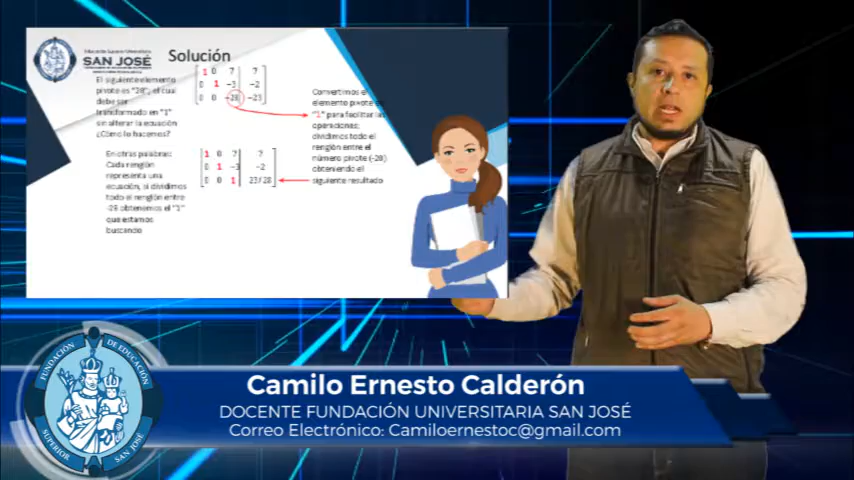 Educación Superior Universitaria
SAN JOSÉ
Solución
El siguiente elemento
pivote es "28", el cual
debe ser
transformado en "1"
sin alterar la ecuación
¿Cómo lo hacemos?
1 0 7 7
0 1 -3 -2
0 0 -28 -23
Convertimos el
elemento pivote en
"1" para facilitar las
operaciones;
dividimos todo el
renglón entre el
número pivote (-28)
obteniendo el
siguiente resultado
En otras palabras:
Cada renglón
representa una
ecuación, si dividimos
todo el renglón entre
-28 obtenemos el "1"
que estamos
buscando
1 0 7 7
0 1 -3 -2
0 0 1 23/28
Camilo Ernesto Calderón
DOCENTE FUNDACIÓN UNIVERSITARIA SAN JOSÉ
Correo Electrónico: Camiloernestoc@gmail.com
FUNDACIÓN DE EDUCACIÓN
SUPERIOR SAN JOSÉ